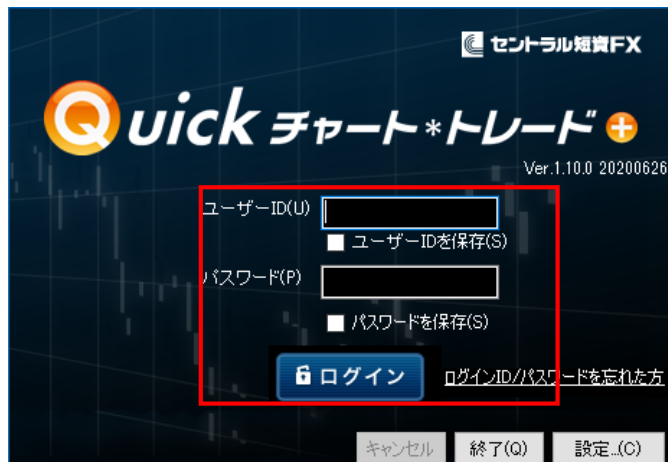 セントラル短資FX
Quick チャート*トレード+
Ver.1.10.0 20200626
ユーザーID(U)
ユーザーIDを保存(S)
パスワード(P)
パスワードを保存(S)
ログイン
ログインID/パスワードを忘れた方
キャンセル 終了(Q) 設定...(C)